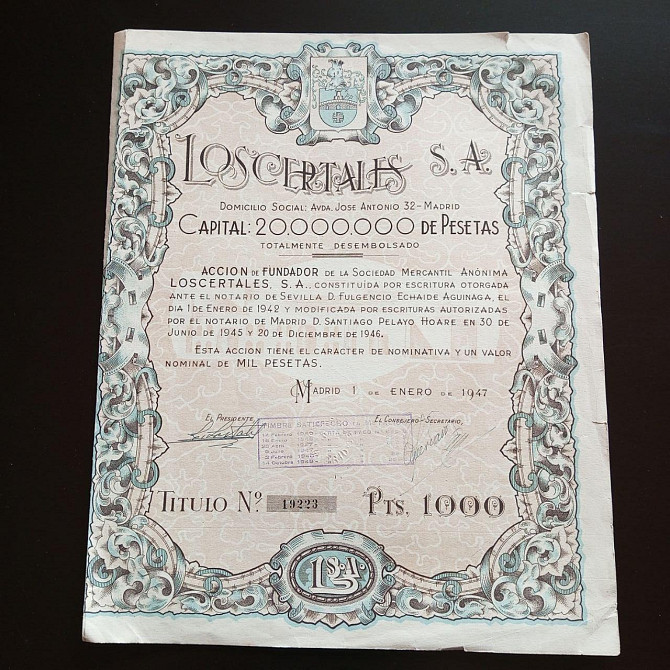 LOSCERTALES S.A.
DOMICILIO SOCIAL: AVDA. JOSE ANTONIO 32-MADRID
CAPITAL: 20.000.000 DE PESETAS
TOTALMENTE DESEMBOLSADO
ACCION DE FUNDADOR DE LA SOCIEDAD MERCANTIL ANÓNIMA
LOSCERTALES, S.A., CONSTITUÍDA POR ESCRITURA OTORGADA
ANTE EL NOTARIO DE SEVILLA D. FULGENCIO ECHAIDE AGUINAGA, EL
DIA 1 DE ENERO DE 1942 Y MODIFICADA POR ESCRITURAS AUTORIZADAS
POR EL NOTARIO DE MADRID D. SANTIAGO PELAYO HOARE EN 30 DE
JUNIO DE 1945 Y 20 DE DICIEMBRE DE 1946.
ESTA ACCION TIENE EL CARÁCTER DE NOMINATIVA Y UN VALOR
NOMINAL DE MIL PESETAS.
MADRID 1 DE ENERO DE 1947
EL PRESIDENTE,
EL CONSEJERO-SECRETARIO,
TIMBRE SATISFECHO
TITULO Nº. 19223
PTS. 1000
L.S.A.